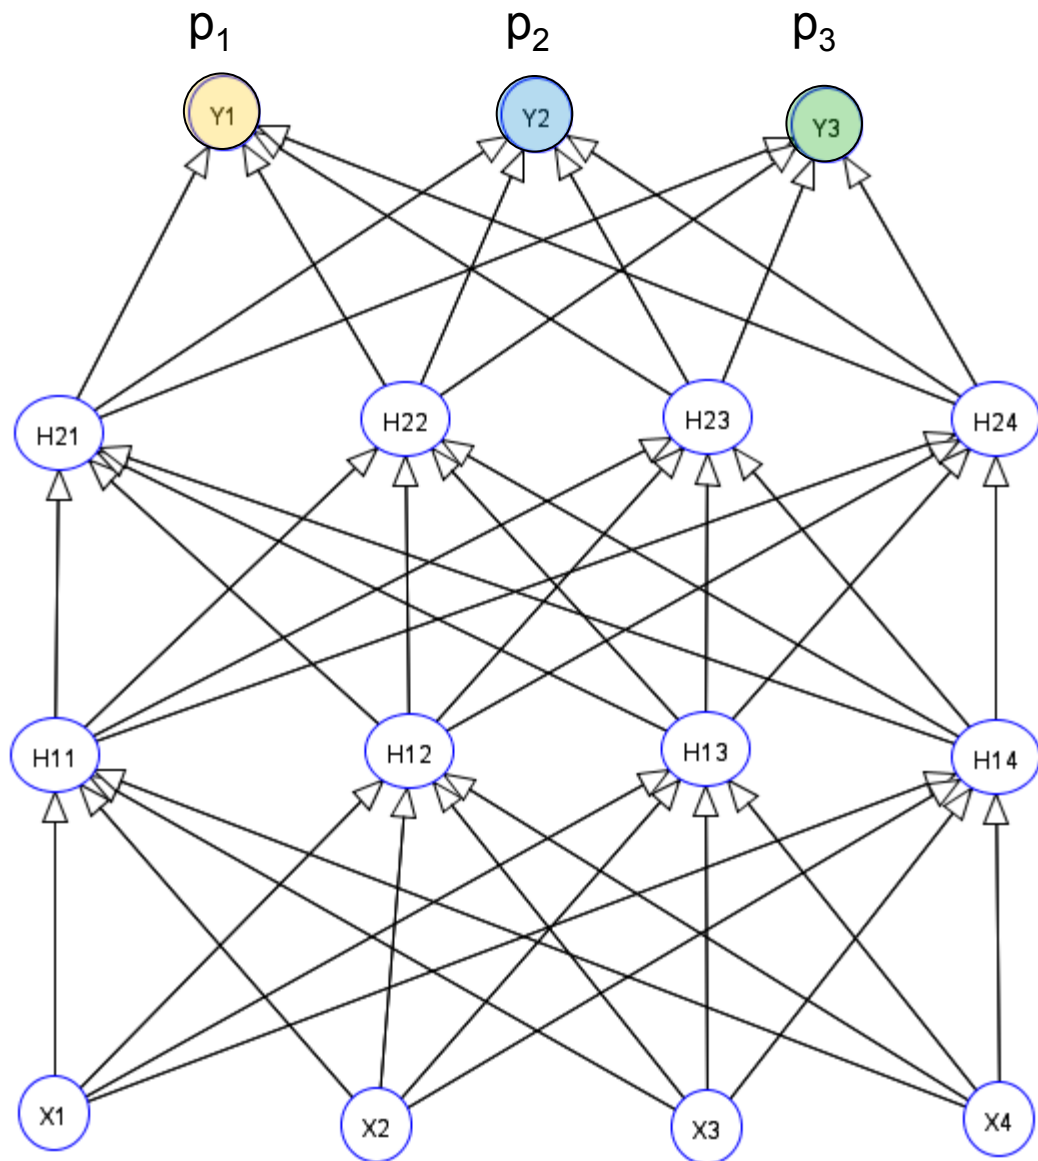 p₁ p₂ p₃
Y1 Y2 Y3
H21 H22 H23 H24
H11 H12 H13 H14
X1 X2 X3 X4